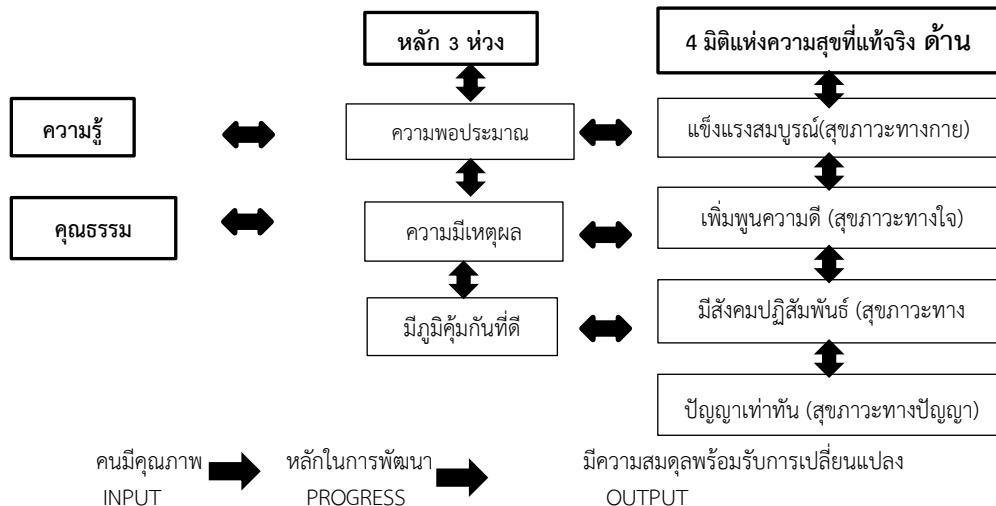 หลัก 3 ห่วง
4 มิติแห่งความสุขที่แท้จริง ด้าน
ความรู้
ความพอประมาณ
แข็งแรงสมบูรณ์(สุขภาวะทางกาย)
คุณธรรม
ความมีเหตุผล
เพิ่มพูนความดี (สุขภาวะทางใจ)
มีภูมิคุ้มกันที่ดี
มีสังคมปฏิสัมพันธ์ (สุขภาวะทาง
ปัญญาเท่าทัน (สุขภาวะทางปัญญา)
คนมีคุณภาพ
หลักในการพัฒนา
มีความสมดุลพร้อมรับการเปลี่ยนแปลง
INPUT
PROGRESS
OUTPUT